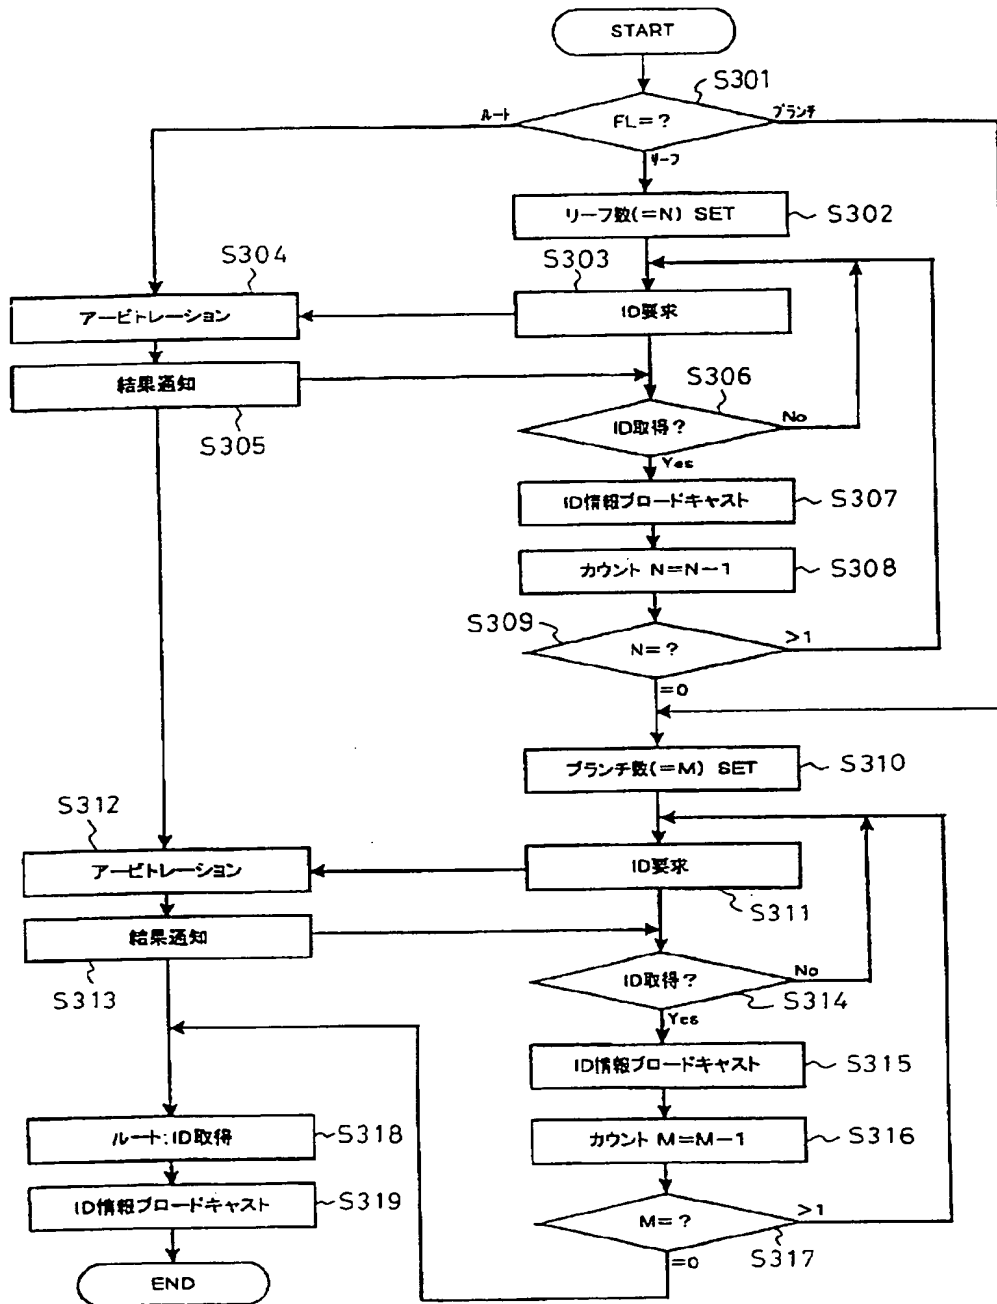 START
S301
ルート
FL=?
ブランチ
リーフ
リーフ数(=N) SET
S302
S304
S303
アービトレーション
ID要求
結果通知
S306
S305
ID取得?
No
Yes
ID情報ブロードキャスト
S307
カウント N=N-1
S308
S309
N=?
>1
=0
ブランチ数(=M) SET
S310
S312
アービトレーション
ID要求
S311
結果通知
S313
ID取得?
No
S314
Yes
ID情報ブロードキャスト
S315
ルート:ID取得
S318
カウント M=M-1
S316
ID情報ブロードキャスト
S319
M=?
>1
S317
=0
END